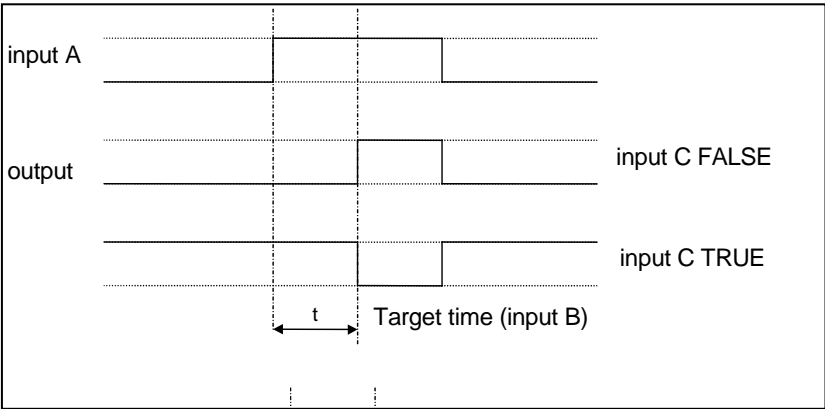 input A
output
input C FALSE
input C TRUE
t
Target time (input B)